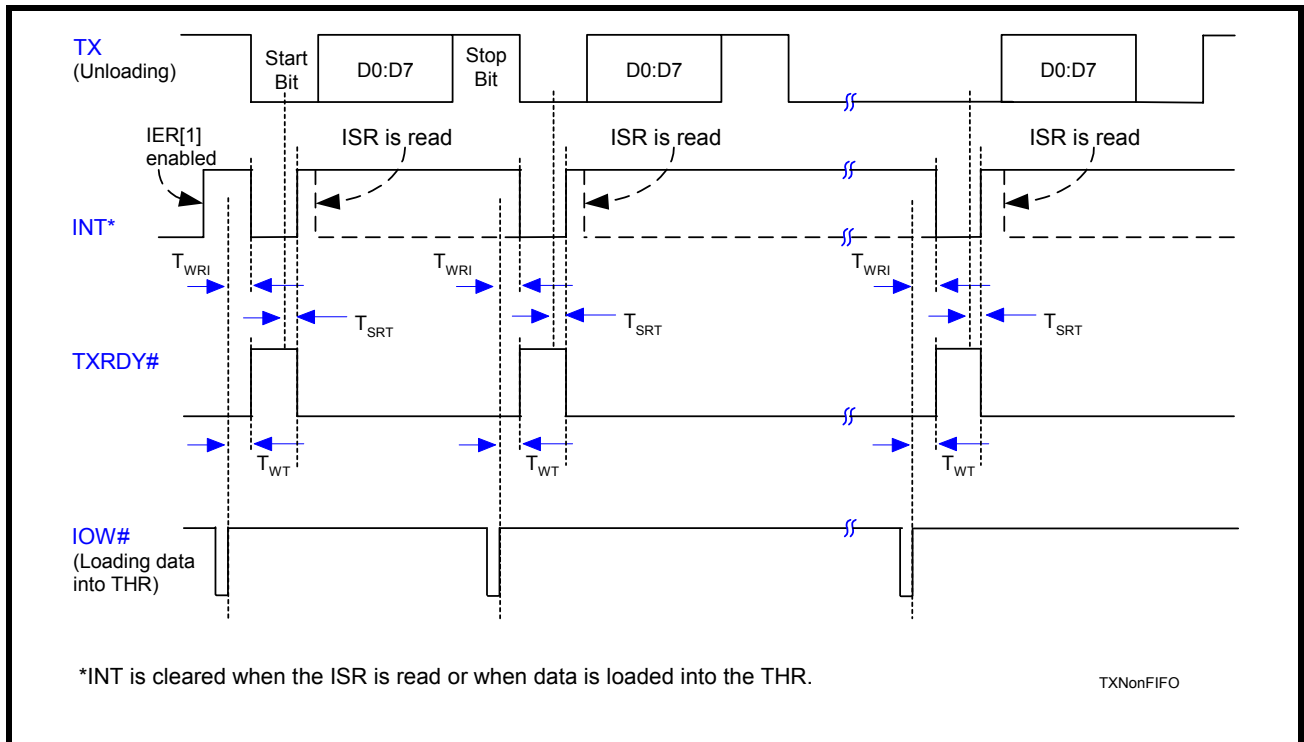 TX
(Unloading)
Start
Bit
D0:D7
Stop
Bit
D0:D7
D0:D7
IER[1]
enabled
ISR is read
ISR is read
ISR is read
INT*
TWRI
TWRI
TWRI
TSRT
TSRT
TSRT
TXRDY#
TWT
TWT
TWT
IOW#
(Loading data
into THR)
*INT is cleared when the ISR is read or when data is loaded into the THR.
TXNonFIFO